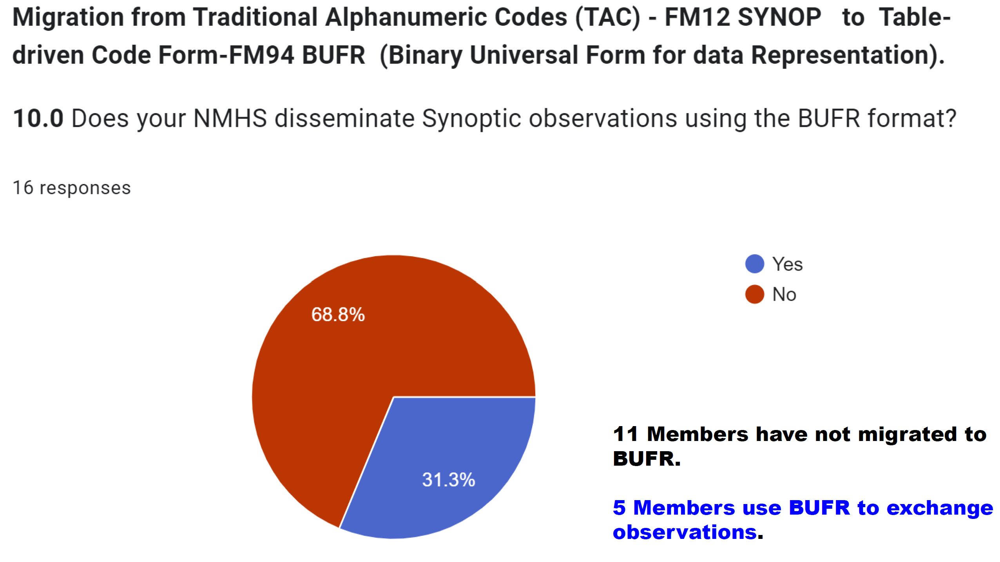 Migration from Traditional Alphanumeric Codes (TAC) - FM12 SYNOP to Table-
driven Code Form-FM94 BUFR (Binary Universal Form for data Representation).
10.0 Does your NMHS disseminate Synoptic observations using the BUFR format?
16 responses
Yes
No
68.8%
31.3%
11 Members have not migrated to
BUFR.
5 Members use BUFR to exchange
observations.